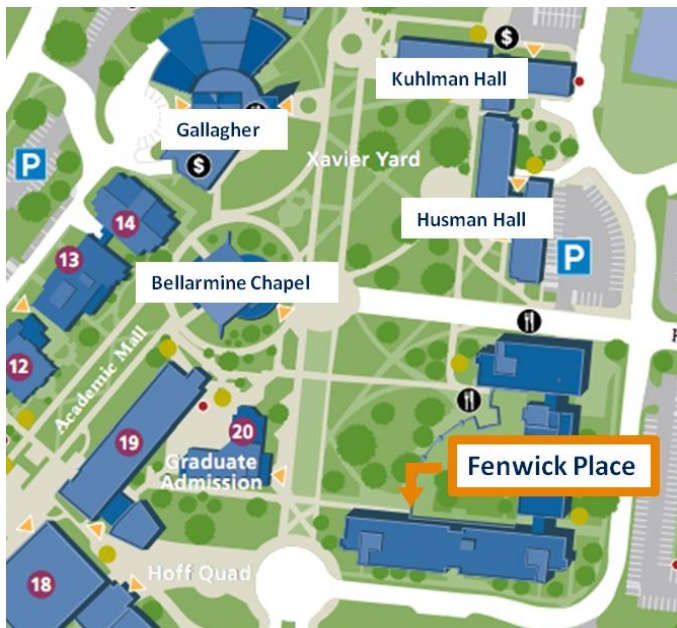 $
Kuhlman Hall
Gallagher
$
P
Xavier Yard
14
Husman Hall
13
P
Bellarmine Chapel
12
Academic Mall
19
20
Graduate
Admission
Fenwick Place
Hoff Quad
18